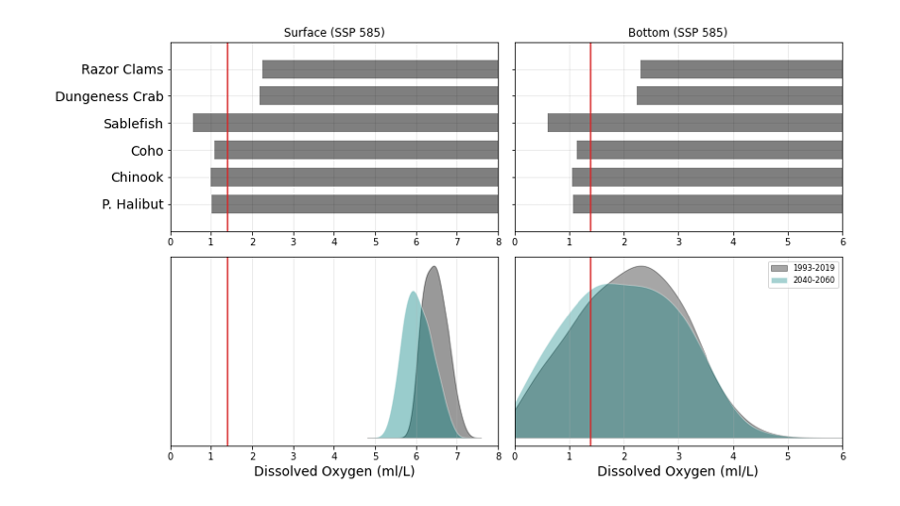 Surface (SSP 585)
Bottom (SSP 585)
Razor Clams
Dungeness Crab
Sablefish
Coho
Chinook
P. Halibut
0 1 2 3 4 5 6 7 8
0 1 2 3 4 5 6
1993-2019
2040-2060
0 1 2 3 4 5 6 7 8
0 1 2 3 4 5 6
Dissolved Oxygen (ml/L)
Dissolved Oxygen (ml/L)